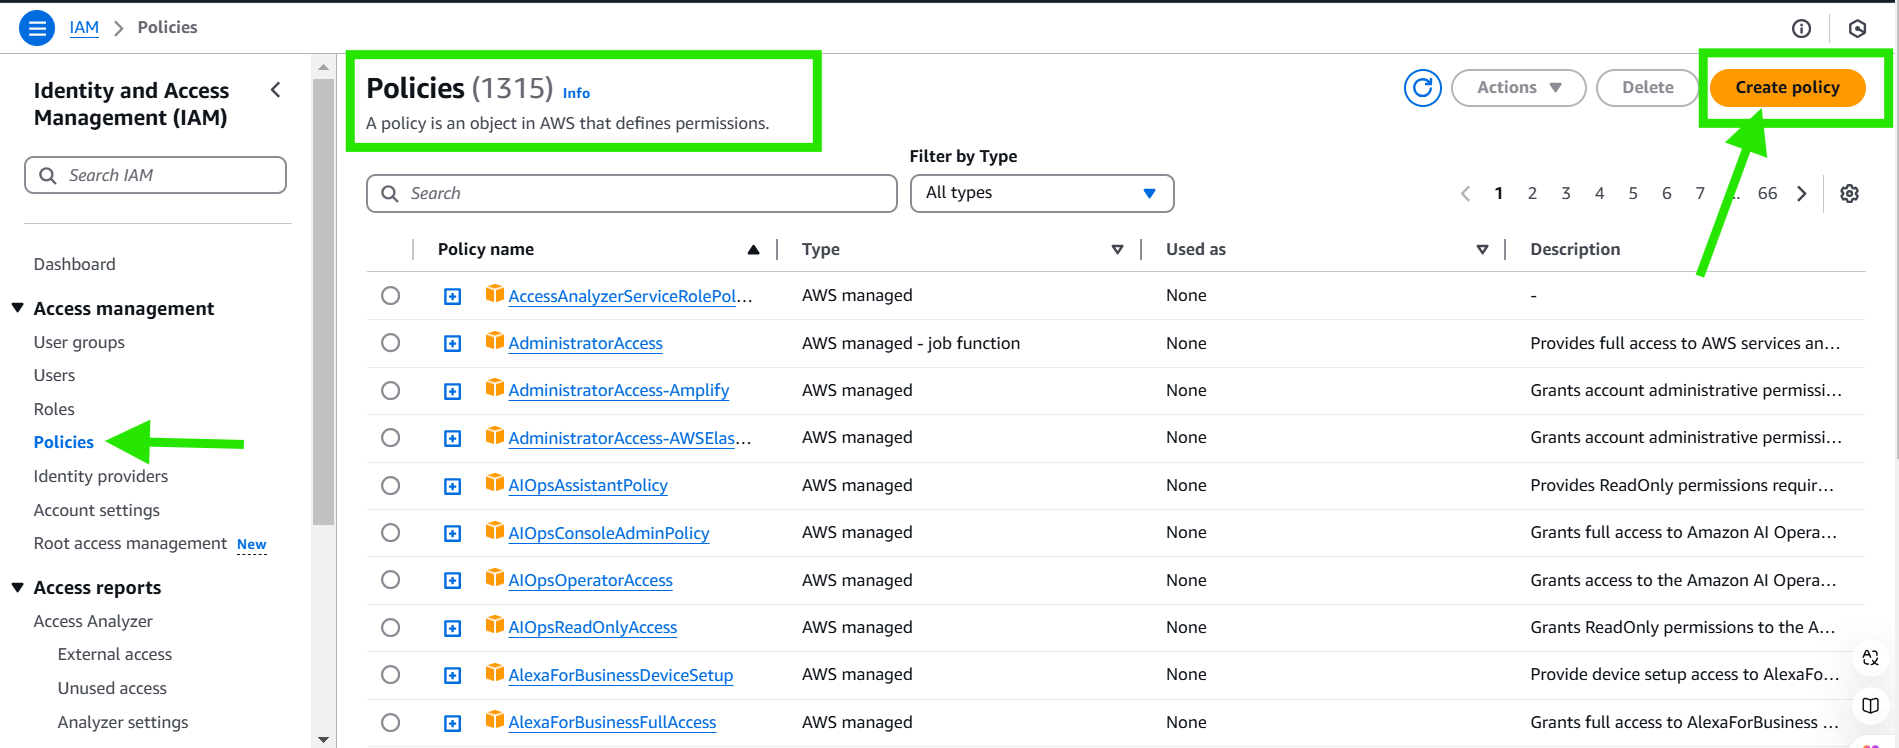 IAM > Policies
Identity and Access
Management (IAM)
Search IAM
Dashboard
Access management
User groups
Users
Roles
Policies
Identity providers
Account settings
Root access management New
Access reports
Access Analyzer
External access
Unused access
Analyzer settings
Policies (1315) Info
A policy is an object in AWS that defines permissions.
Actions
Delete
Create policy
Filter by Type
Search
All types
1 2 3 4 5 6 7 ... 66
Policy name Type Used as Description
AccessAnalyzerServiceRolePol... AWS managed None -
AdministratorAccess AWS managed - job function None Provides full access to AWS services an...
AdministratorAccess-Amplify AWS managed None Grants account administrative permissi...
AdministratorAccess-AWSElas... AWS managed None Grants account administrative permissi...
AIOpsAssistantPolicy AWS managed None Provides ReadOnly permissions requir...
AIOpsConsoleAdminPolicy AWS managed None Grants full access to Amazon AI Opera...
AIOpsOperatorAccess AWS managed None Grants access to the Amazon AI Opera...
AIOpsReadOnlyAccess AWS managed None Grants ReadOnly permissions to the A...
AlexaForBusinessDeviceSetup AWS managed None Provide device setup access to AlexaFo...
AlexaForBusinessFullAccess AWS managed None Grants full access to AlexaForBusiness ...